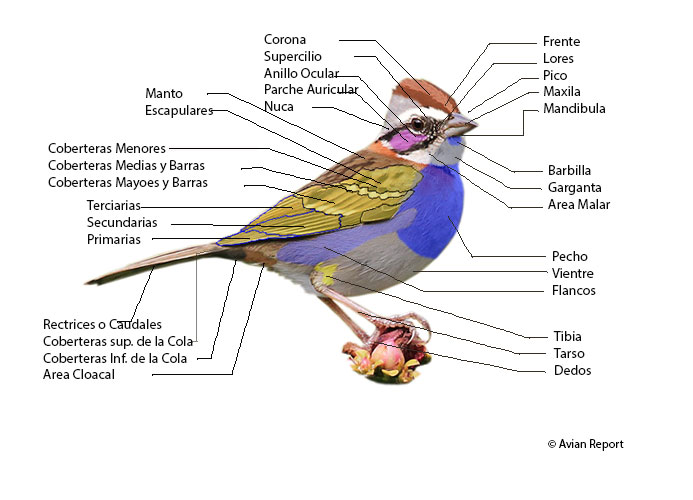 Corona
Supercilio
Anillo Ocular
Parche Auricular
Nuca
Manto
Escapulares
Coberteras Menores
Coberteras Medias y Barras
Coberteras Mayoes y Barras
Terciarias
Secundarias
Primarias
Rectrices o Caudales
Coberteras sup. de la Cola
Coberteras Inf. de la Cola
Area Cloacal
Frente
Lores
Pico
Maxila
Mandibula
Barbilla
Garganta
Area Malar
Pecho
Vientre
Flancos
Tibia
Tarso
Dedos
© Avian Report